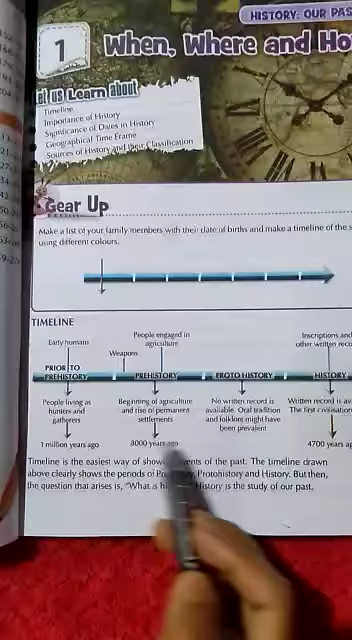 HISTORY: OUR PAS
1
When, Where and Ho
Let us Learn about
Timeline
Importance of History
Significance of Dates in History
Geographical Time Frame
Sources of History and their Classification
Gear Up
Make a list of your family members with their date of births and make a timeline of the s
using different colours.
TIMELINE
Early humans
Weapons
People engaged in
agriculture
Inscriptions and
other written reco
PRIOR TO
PREHISTORY
PREHISTORY
PROTO HISTORY
HISTORY
People living as
hunters and
gatherers
1 million years ago
Beginning of agriculture
and rise of permanent
settlements
8000 years ago
No written record is
available. Oral tradition
and folklore might have
been prevalent
Written record is av
The first civilisation
4700 years ag
Timeline is the easiest way of show ents of the past. The timeline drawn
above clearly shows the periods of Pre Protohistory and History. But then,
the question that arises is, "What is hi History is the study of our past.